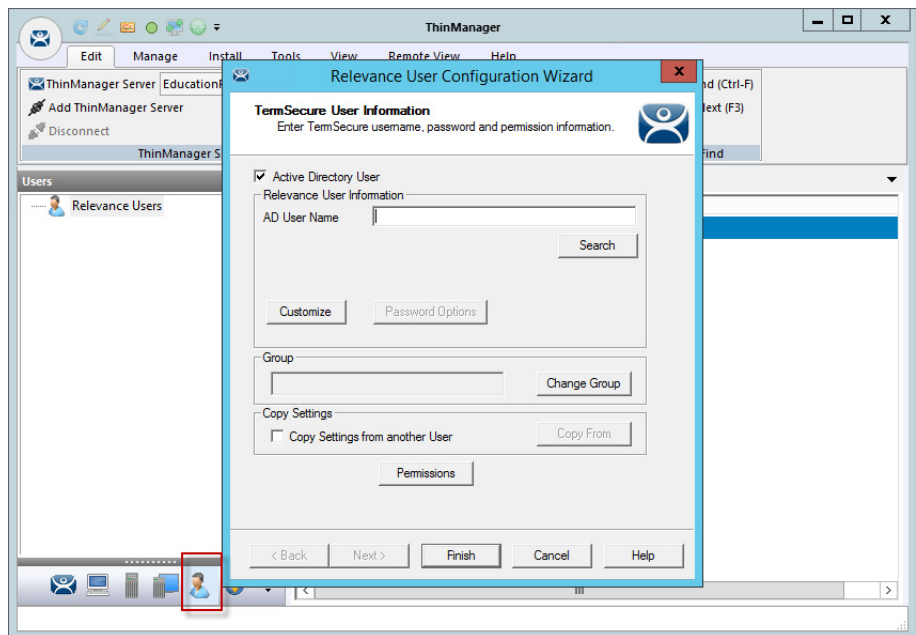 ThinManager
Edit Manage Install Tools View Remote View Help
ThinManager Server Education
Add ThinManager Server
Disconnect
ThinManager S
nd (Ctrl-F)
ext (F3)
Find
Users
Relevance Users
Relevance User Configuration Wizard
x
TermSecure User Information
Enter TermSecure username, password and permission information.
Active Directory User
Relevance User Information
AD User Name
Search
Customize Password Options
Group
Change Group
Copy Settings
Copy Settings from another User Copy From
Permissions
< Back Next > Finish Cancel Help